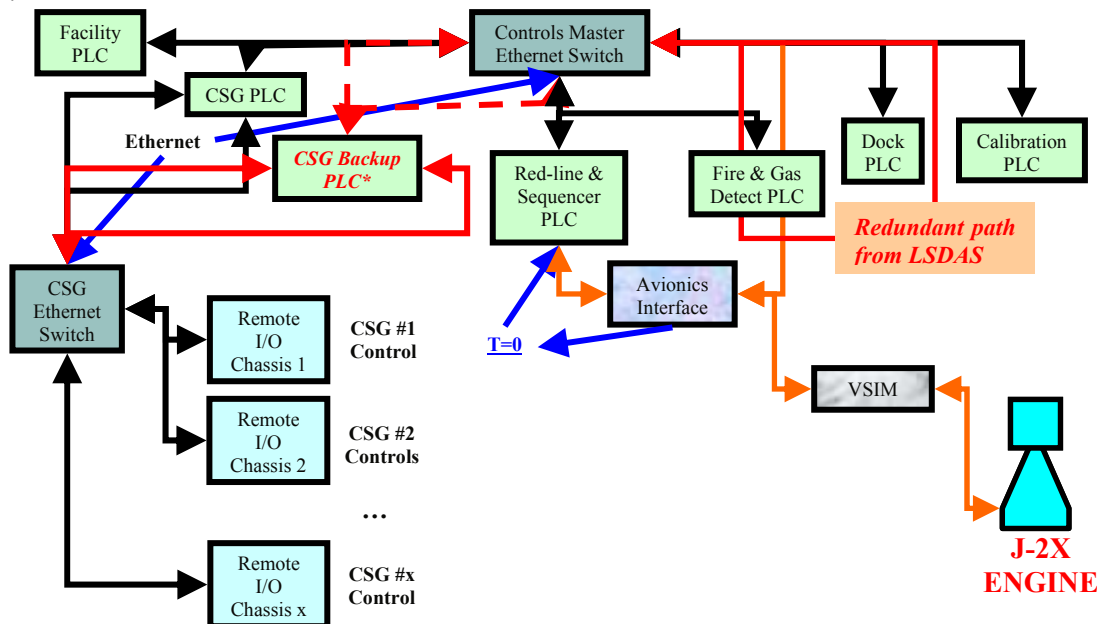 Facility
PLC
Controls Master
Ethernet Switch
CSG PLC
Ethernet
CSG Backup
PLC*
Red-line &
Sequencer
PLC
Fire & Gas
Detect PLC
Dock
PLC
Calibration
PLC
Redundant path
from LSDAS
CSG
Ethernet
Switch
Avionics
Interface
T=0
Remote
I/O
Chassis 1
CSG #1
Control
VSIM
Remote
I/O
Chassis 2
CSG #2
Controls
…
Remote
I/O
Chassis x
CSG #x
Control
J-2X
ENGINE